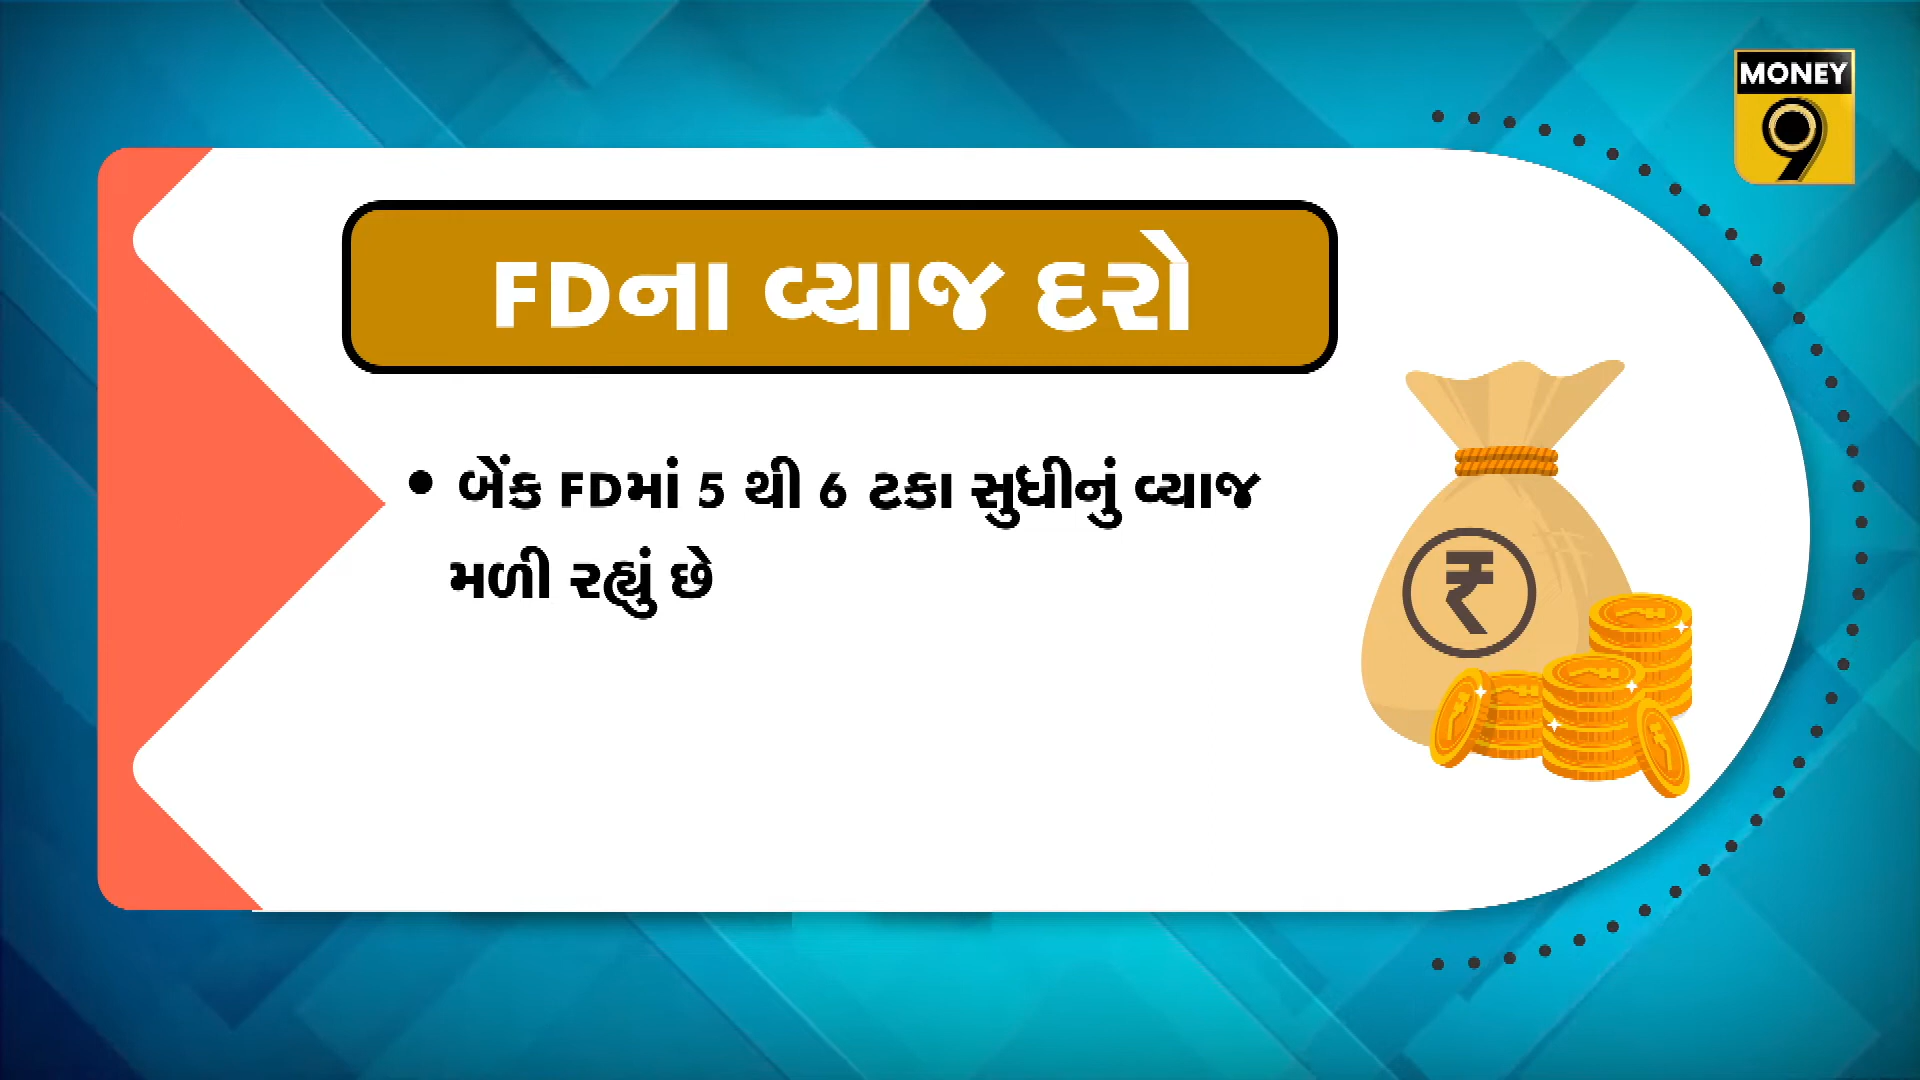 MONEY
9
FDના વ્યાજ દરો
• બેંક FDમાં 5 થી 6 ટકા સુધીનું વ્યાજ
મળી રહ્યું છે
₹